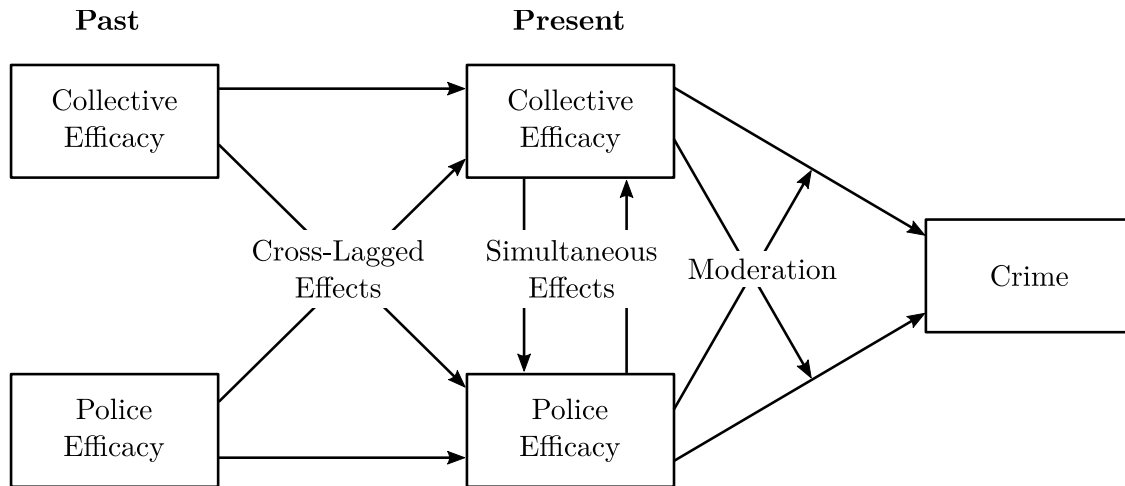 Past
Present
Collective
Efficacy
Collective
Efficacy
Cross-Lagged
Effects
Simultaneous
Effects
Moderation
Crime
Police
Efficacy
Police
Efficacy